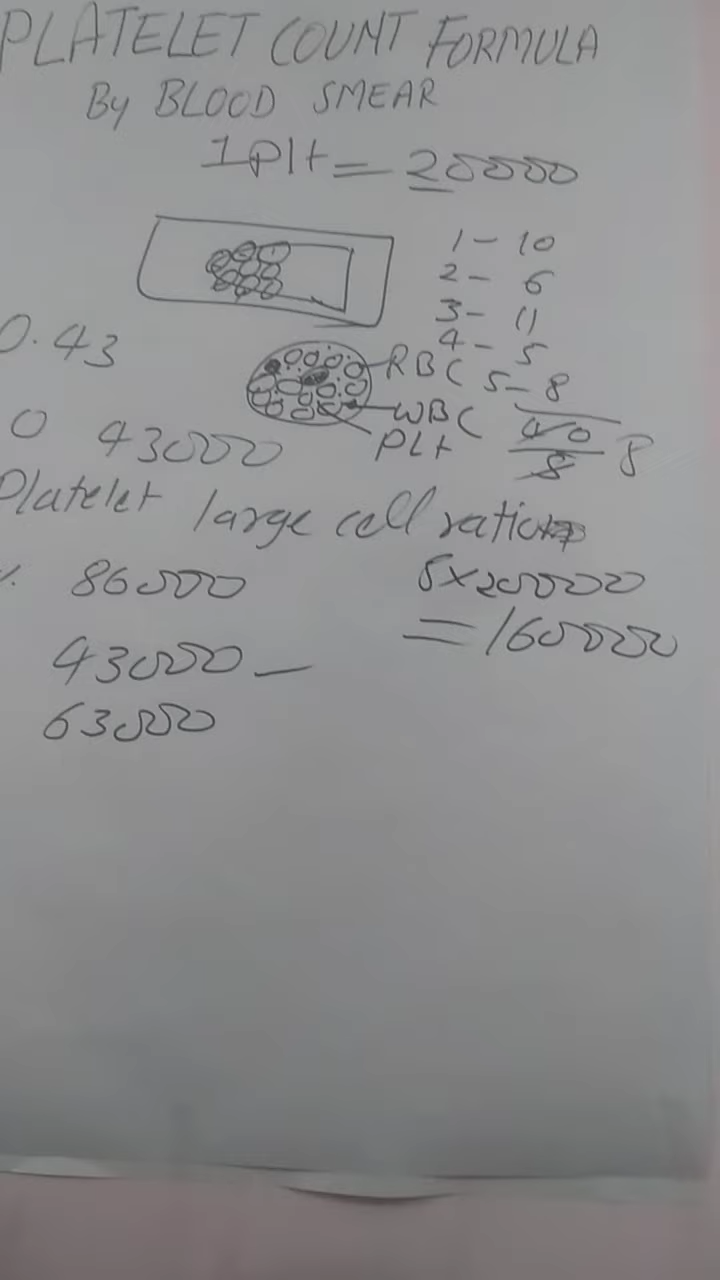 PLATELET COUNT FORMULA
By BLOOD SMEAR
1Plt = 20000
1 - 10
2 - 6
3 - 11
4 - 5
5 - 8
40
8
8
0.43
RBC
WBC
PLt
0 43000
Platelet large cell ratio
86000
8x20000
= 160000
43000 -
63000